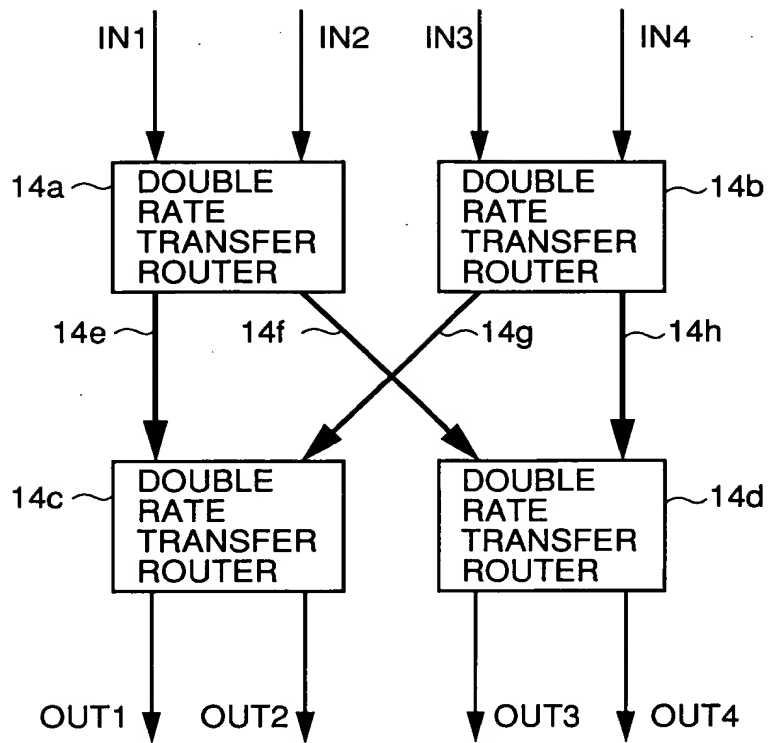 IN1
IN2
IN3
IN4
14a
DOUBLE
RATE
TRANSFER
ROUTER
DOUBLE
RATE
TRANSFER
ROUTER
14b
14e
14f
14g
14h
14c
DOUBLE
RATE
TRANSFER
ROUTER
DOUBLE
RATE
TRANSFER
ROUTER
14d
OUT1
OUT2
OUT3
OUT4